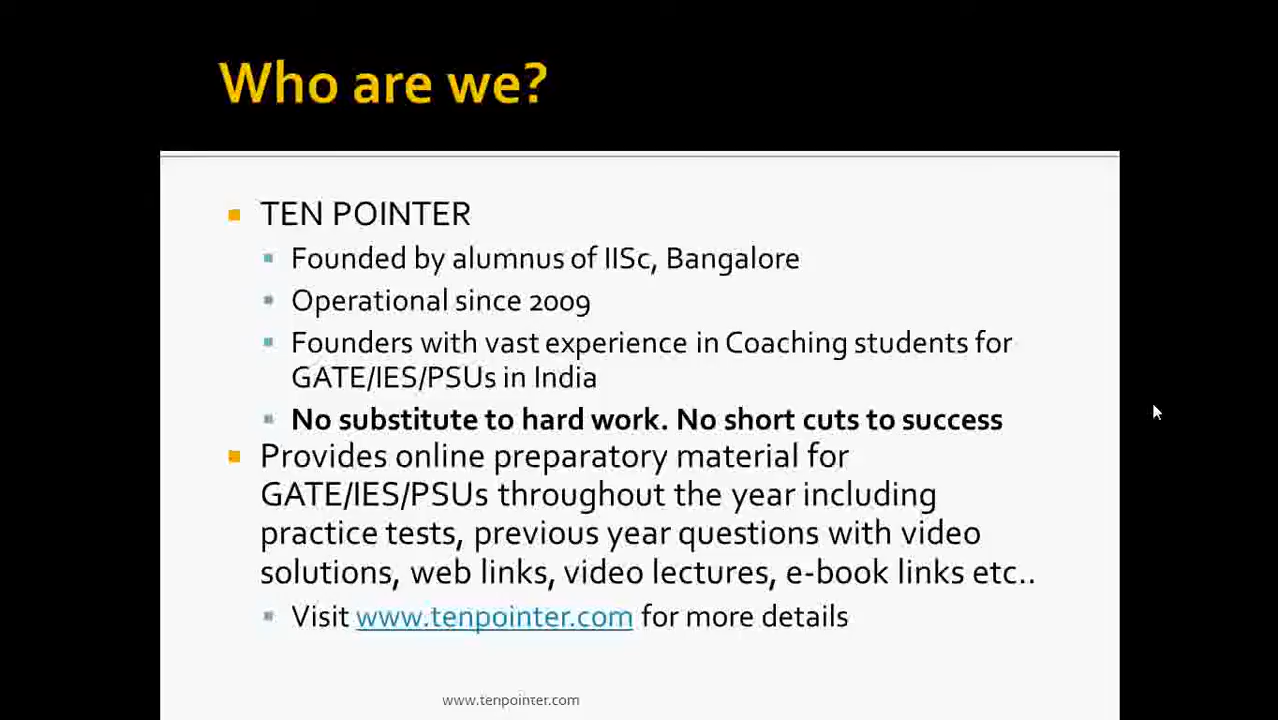 Who are we?
TEN POINTER
Founded by alumnus of IISc, Bangalore
Operational since 2009
Founders with vast experience in Coaching students for
GATE/IES/PSUs in India
No substitute to hard work. No short cuts to success
Provides online preparatory material for
GATE/IES/PSUs throughout the year including
practice tests, previous year questions with video
solutions, web links, video lectures, e-book links etc..
Visit www.tenpointer.com for more details
www.tenpointer.com